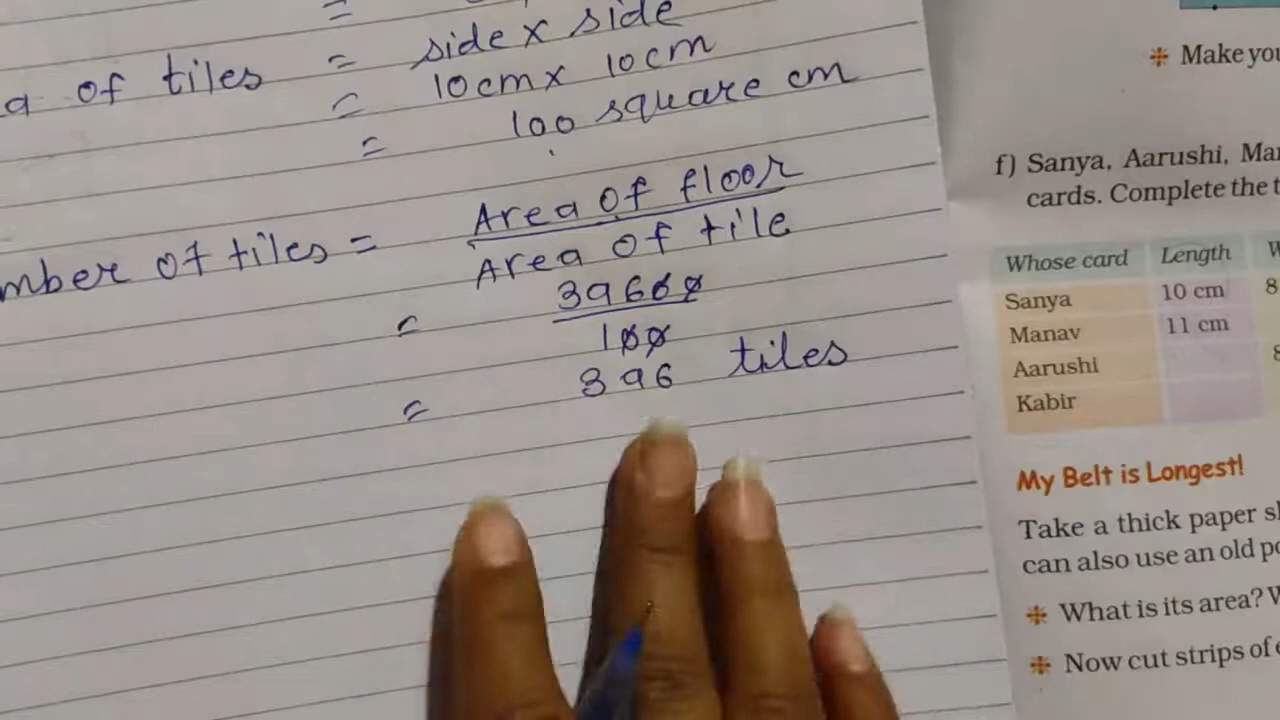 =
a of tiles = side x side
= 10cm x 10cm
= 100 square cm
mber of tiles = Area of floor
Area of tile
= 39600
100
= 396 tiles
* Make you
f) Sanya, Aarushi, Ma
cards. Complete the t
Whose card Length W
Sanya 10 cm 8
Manav 11 cm
Aarushi 8
Kabir
My Belt is Longest!
Take a thick paper s
can also use an old po
* What is its area? W
* Now cut strips of